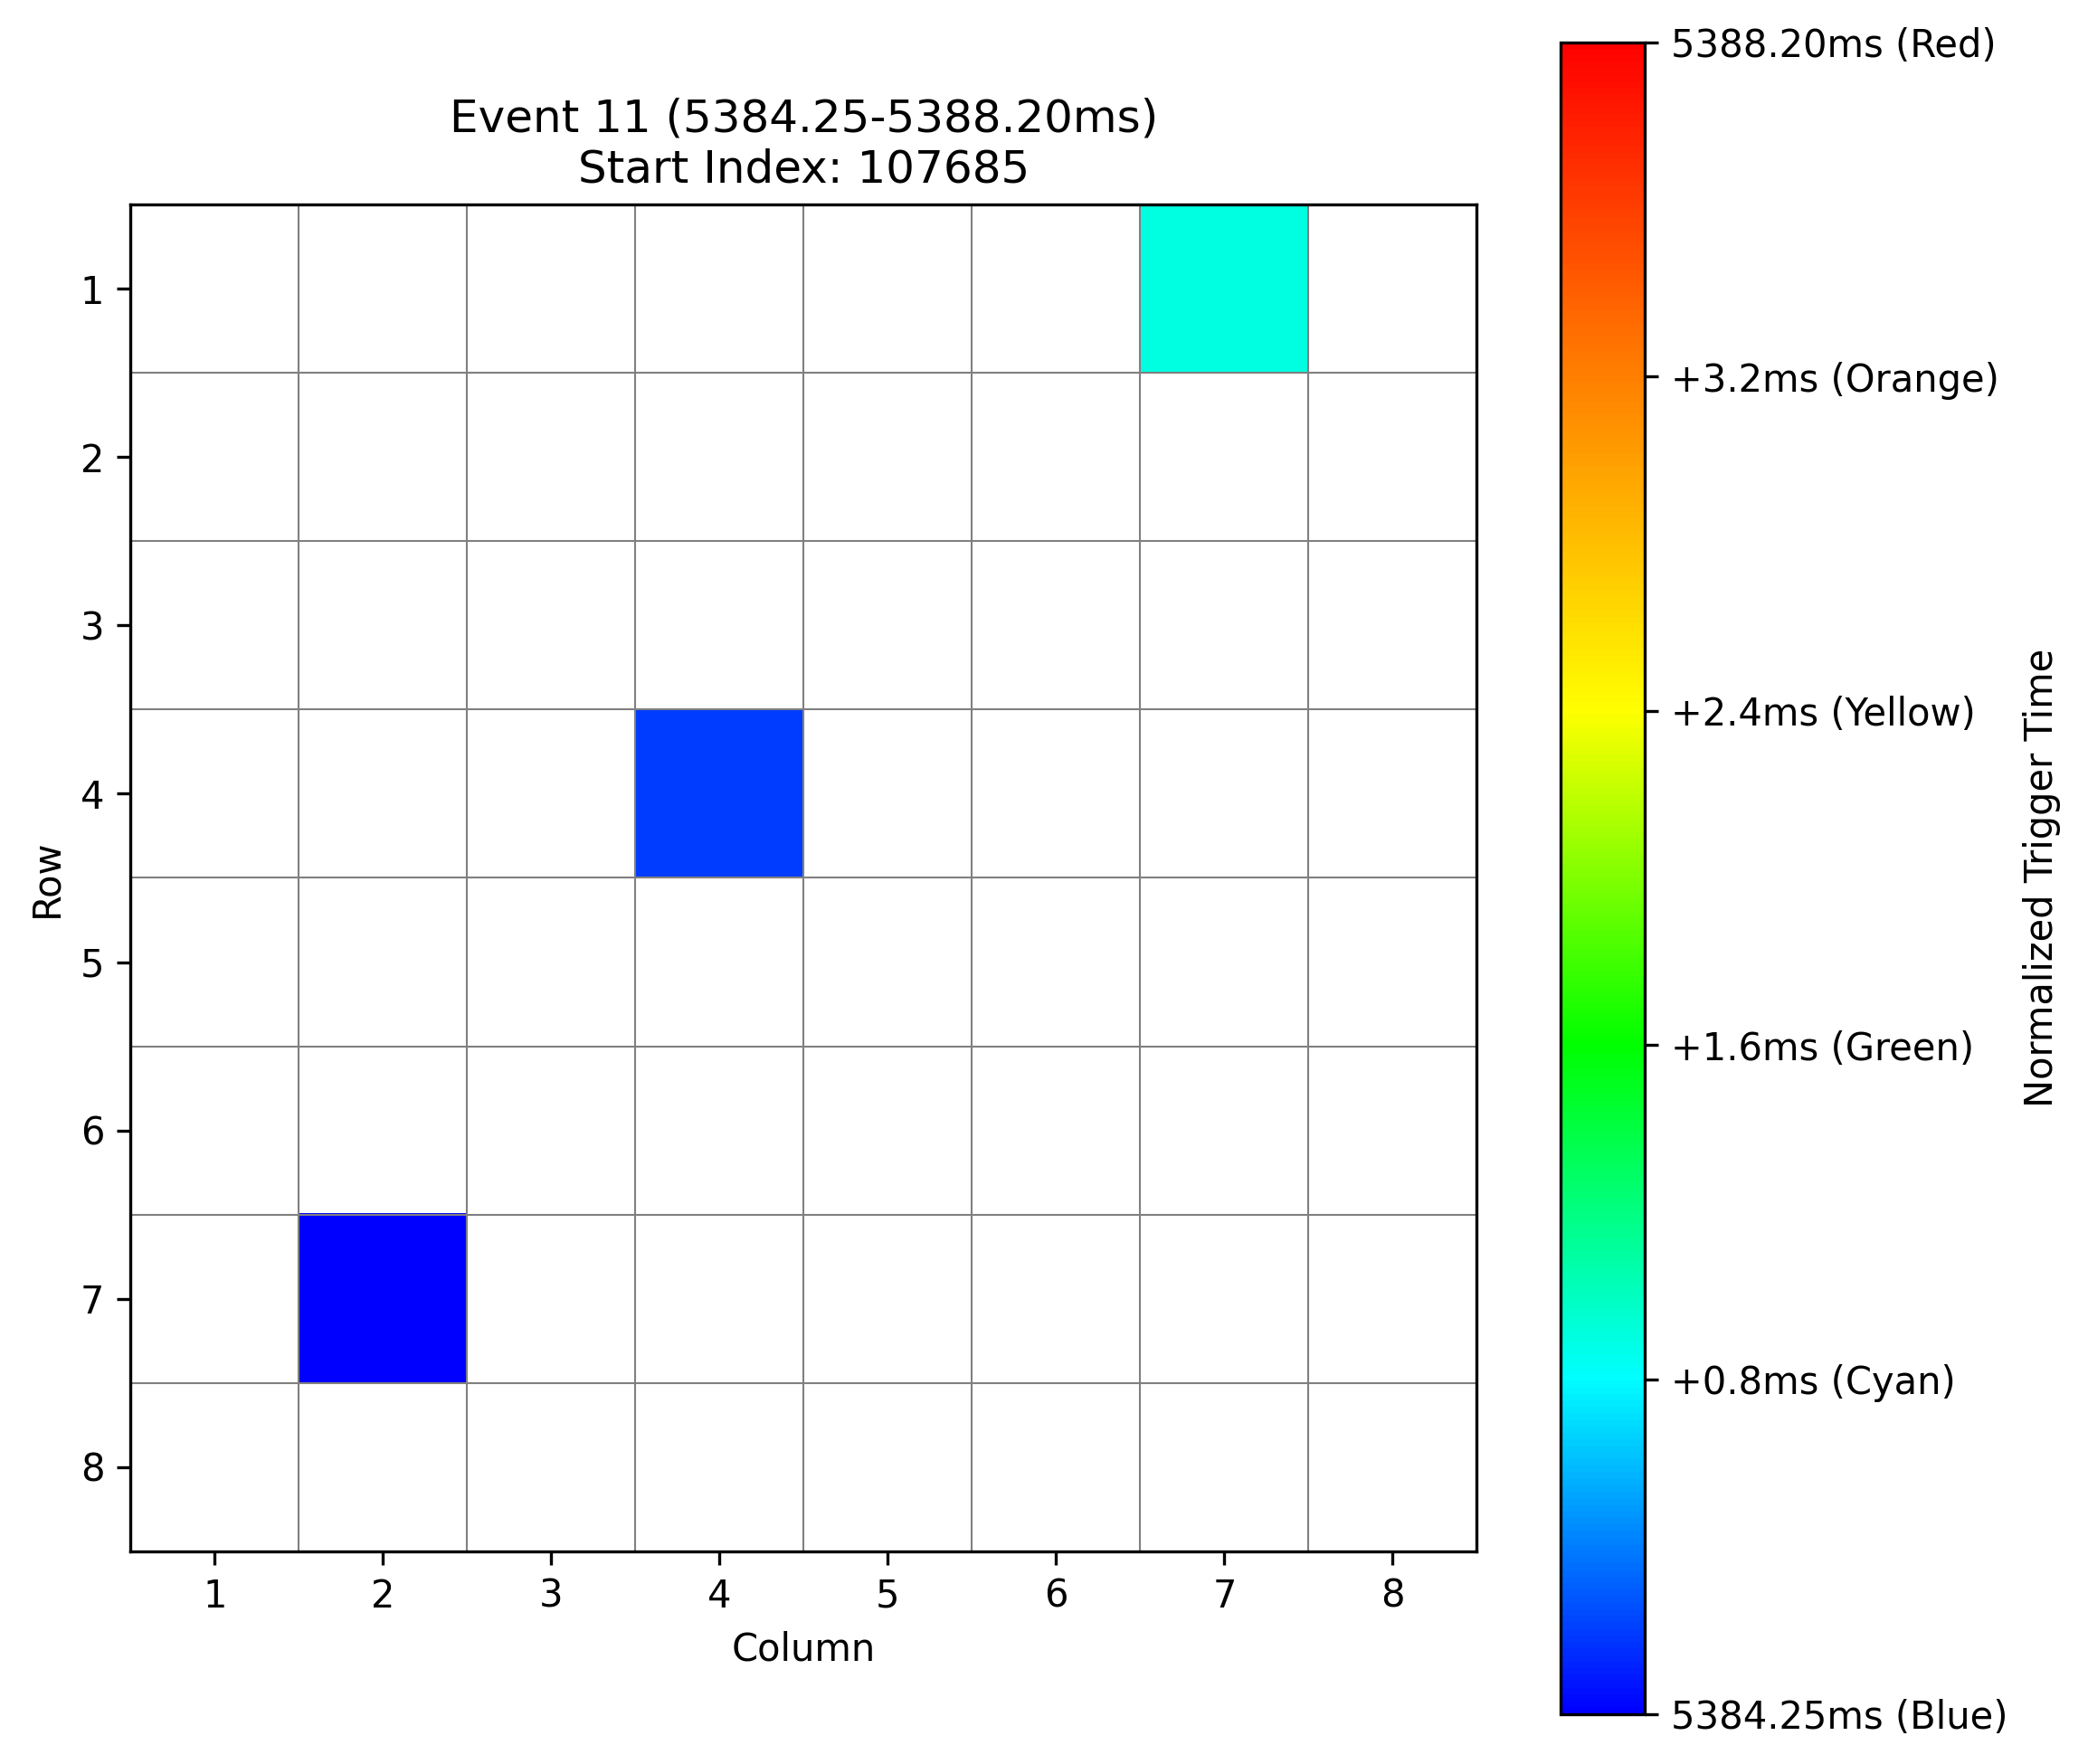 Event 11 (5384.25-5388.20ms)
Start Index: 107685
Row
1
2
3
4
5
6
7
8
1 2 3 4 5 6 7 8
Column
5388.20ms (Red)
+3.2ms (Orange)
+2.4ms (Yellow)
+1.6ms (Green)
+0.8ms (Cyan)
5384.25ms (Blue)
Normalized Trigger Time